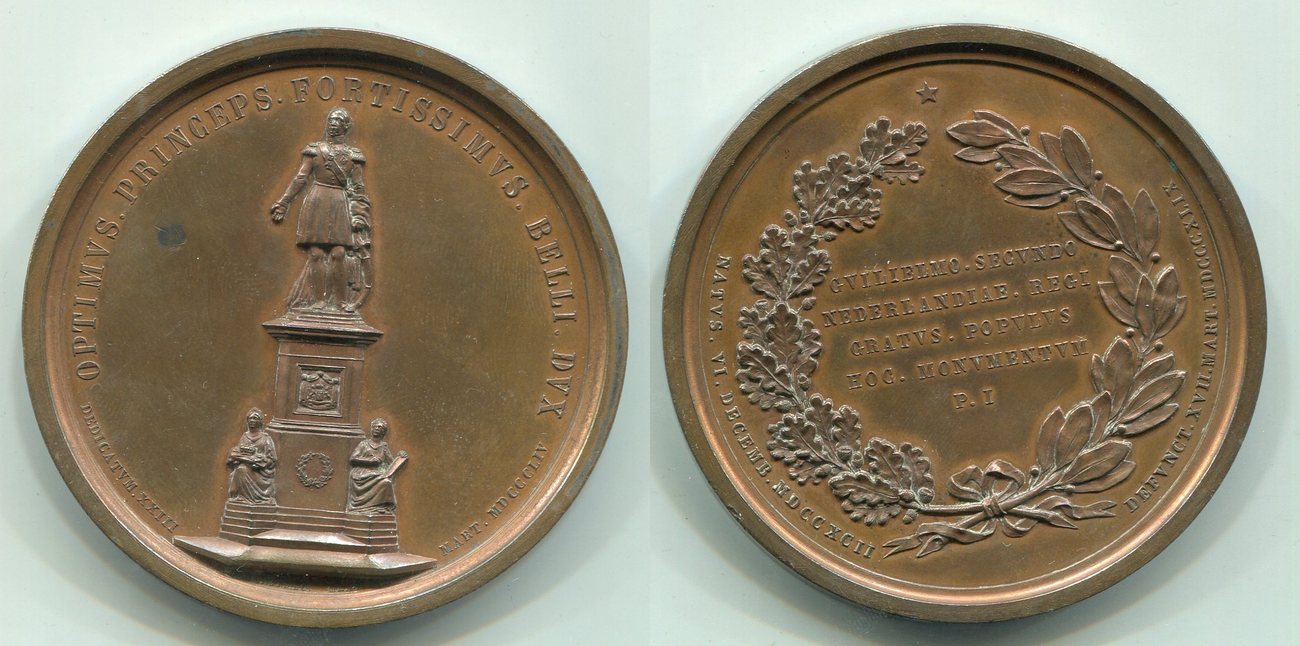 OPTIMVS. PRINCEPS. FORTISSIMVS. BELLI. DVX
DEDICATVM. XXIII
MART. MDCCCLIV
GVILIELMO. SECVNDO
NEDERLANDIAE. REGI
GRATVS. POPVLVS
HOC. MONVMENTVM
P. I
NATVS. VI. DECEMB. MDCCXCII
DEFVNCT. XVII. MART. MDCCCXLIX